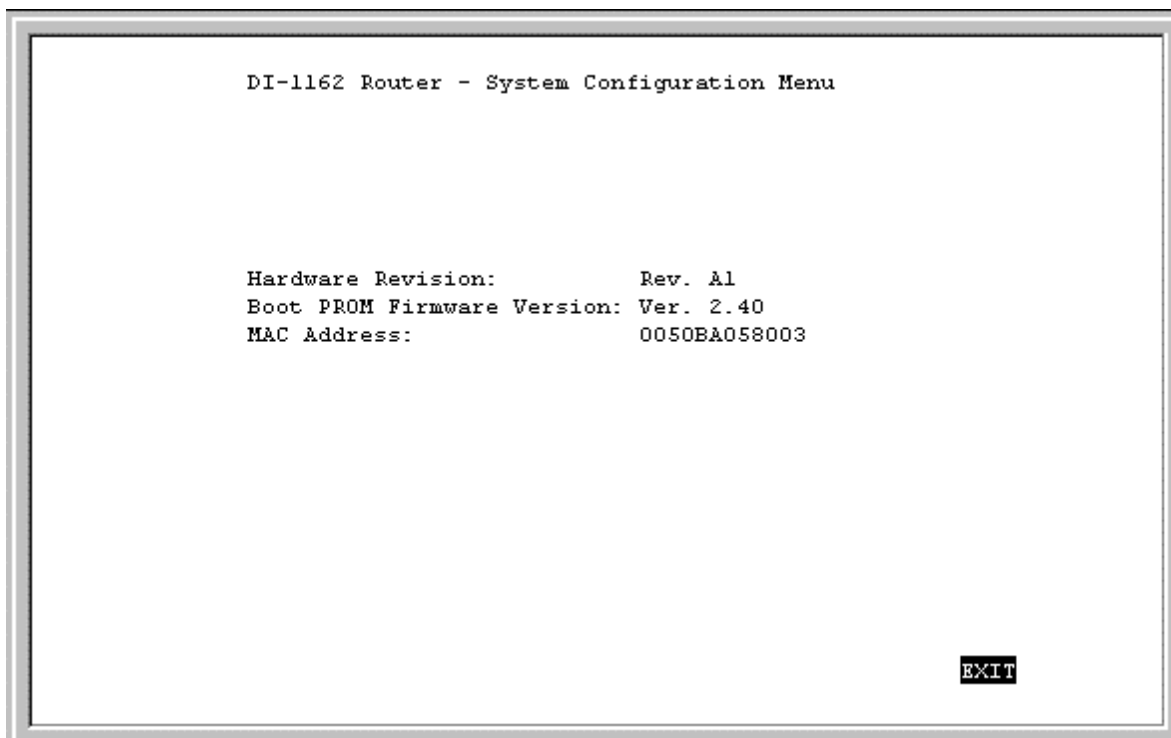 DI-1162 Router - System Configuration Menu
Hardware Revision: Rev. A1
Boot PROM Firmware Version: Ver. 2.40
MAC Address: 0050BA058003
EXIT